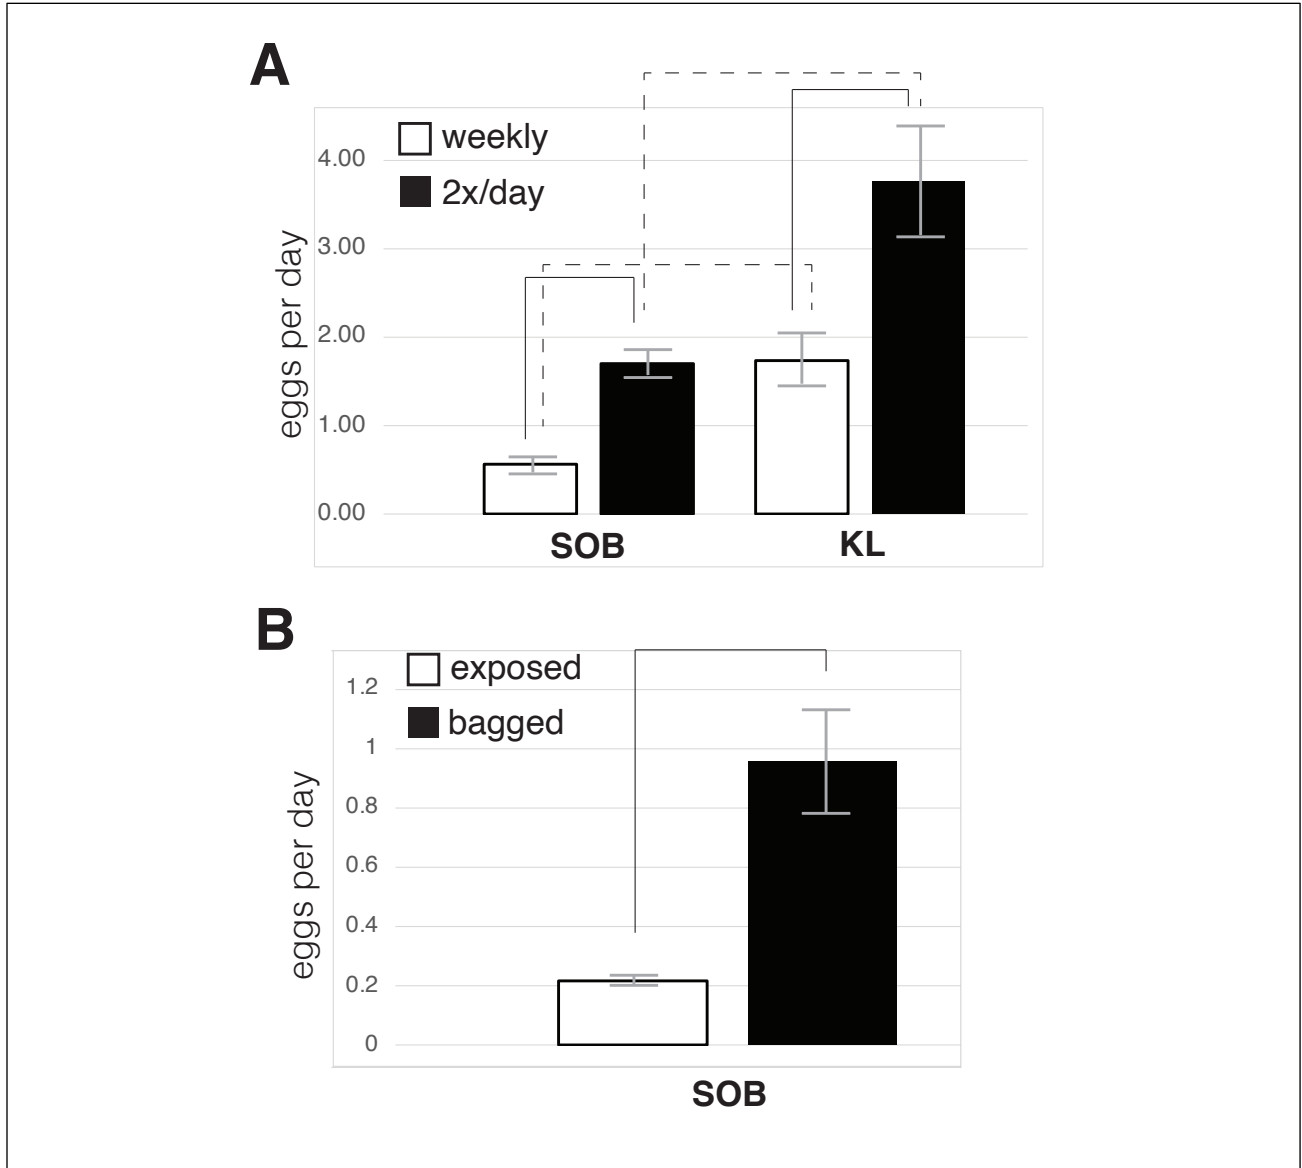 A
weekly
2x/day
4.00
3.00
2.00
1.00
0.00
eggs per day
SOB
KL
B
exposed
bagged
1.2
1
0.8
0.6
0.4
0.2
0
eggs per day
SOB